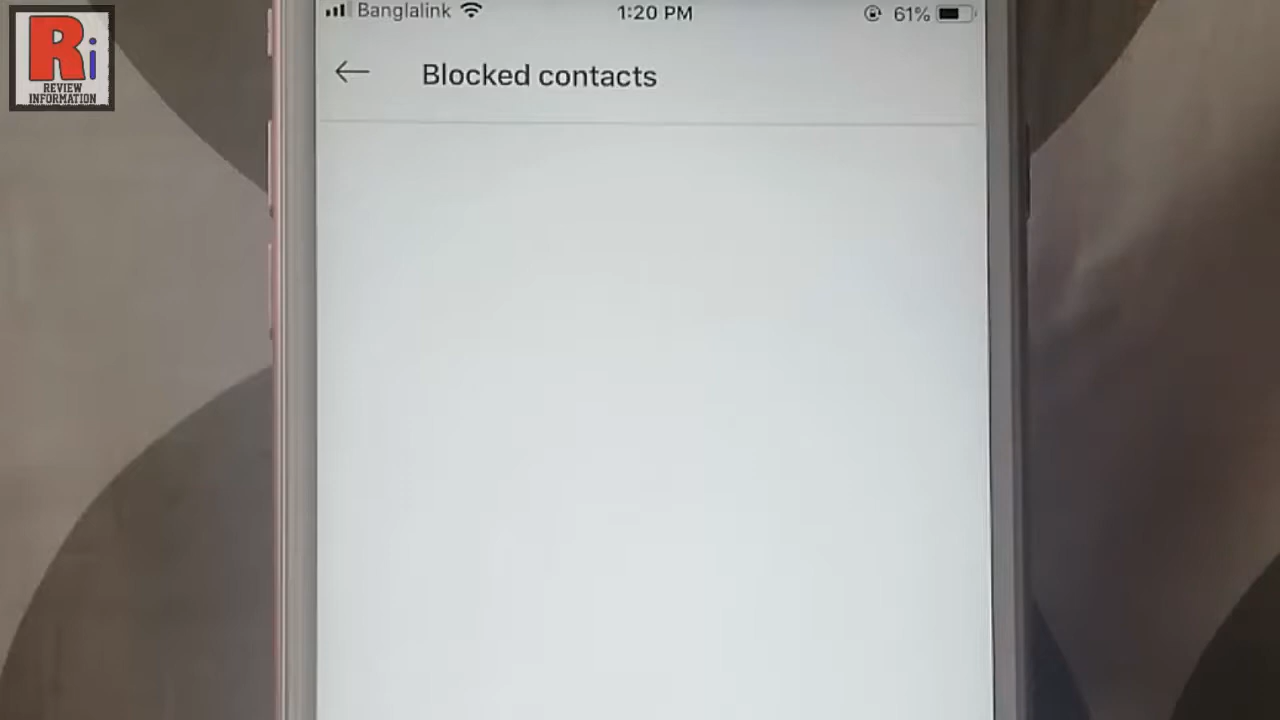 Ri
REVIEW
INFORMATION
Banglalink 1:20 PM 61%
Blocked contacts